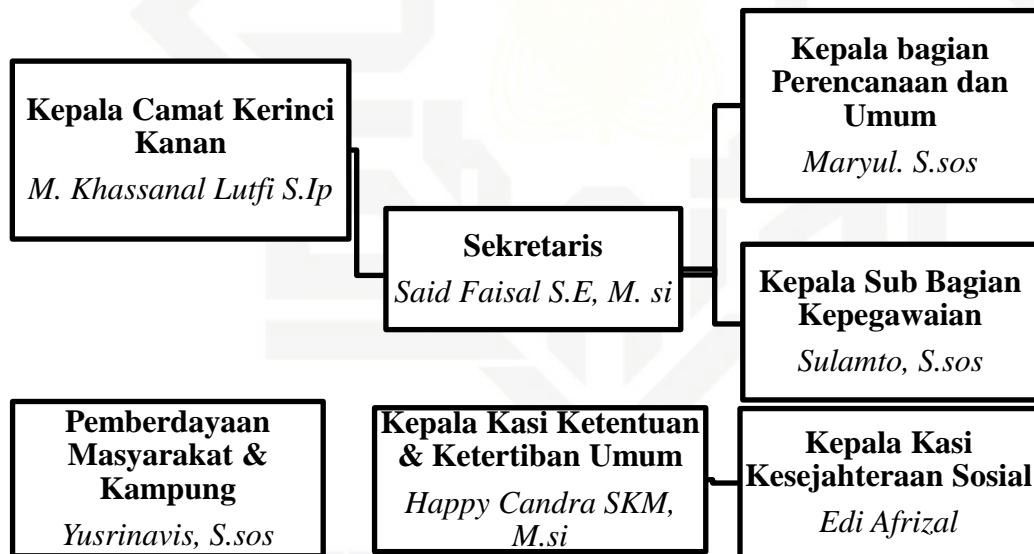 Kepala Camat Kerinci
Kanan
M. Khassanal Lutfi S.Ip
Sekretaris
Said Faisal S.E, M. si
Kepala bagian
Perencanaan dan
Umum
Maryul. S.sos
Kepala Sub Bagian
Kepegawaian
Sulamto, S.sos
Pemberdayaan
Masyarakat &
Kampung
Yusrinavis, S.sos
Kepala Kasi Ketentuan
& Ketertiban Umum
Happy Candra SKM,
M.si
Kepala Kasi
Kesejahteraan Sosial
Edi Afrizal